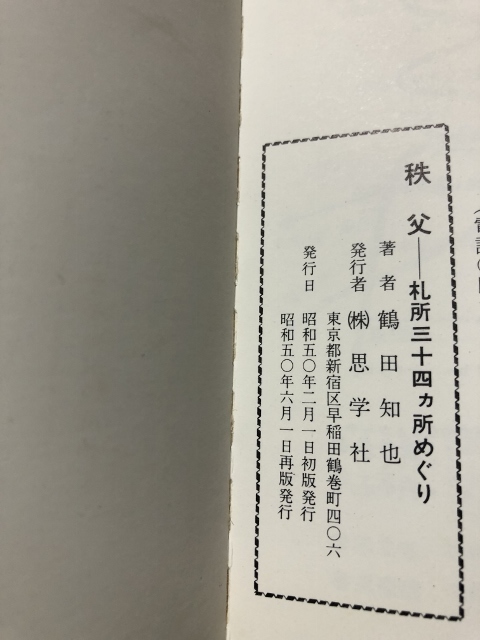 秩父──札所三十四ヵ所めぐり
著者 鶴田知也
発行者 ㈱思学社
東京都新宿区早稲田鶴巻町四〇六
発行日 昭和五〇年二月一日初版発行
昭和五〇年六月一日再版発行